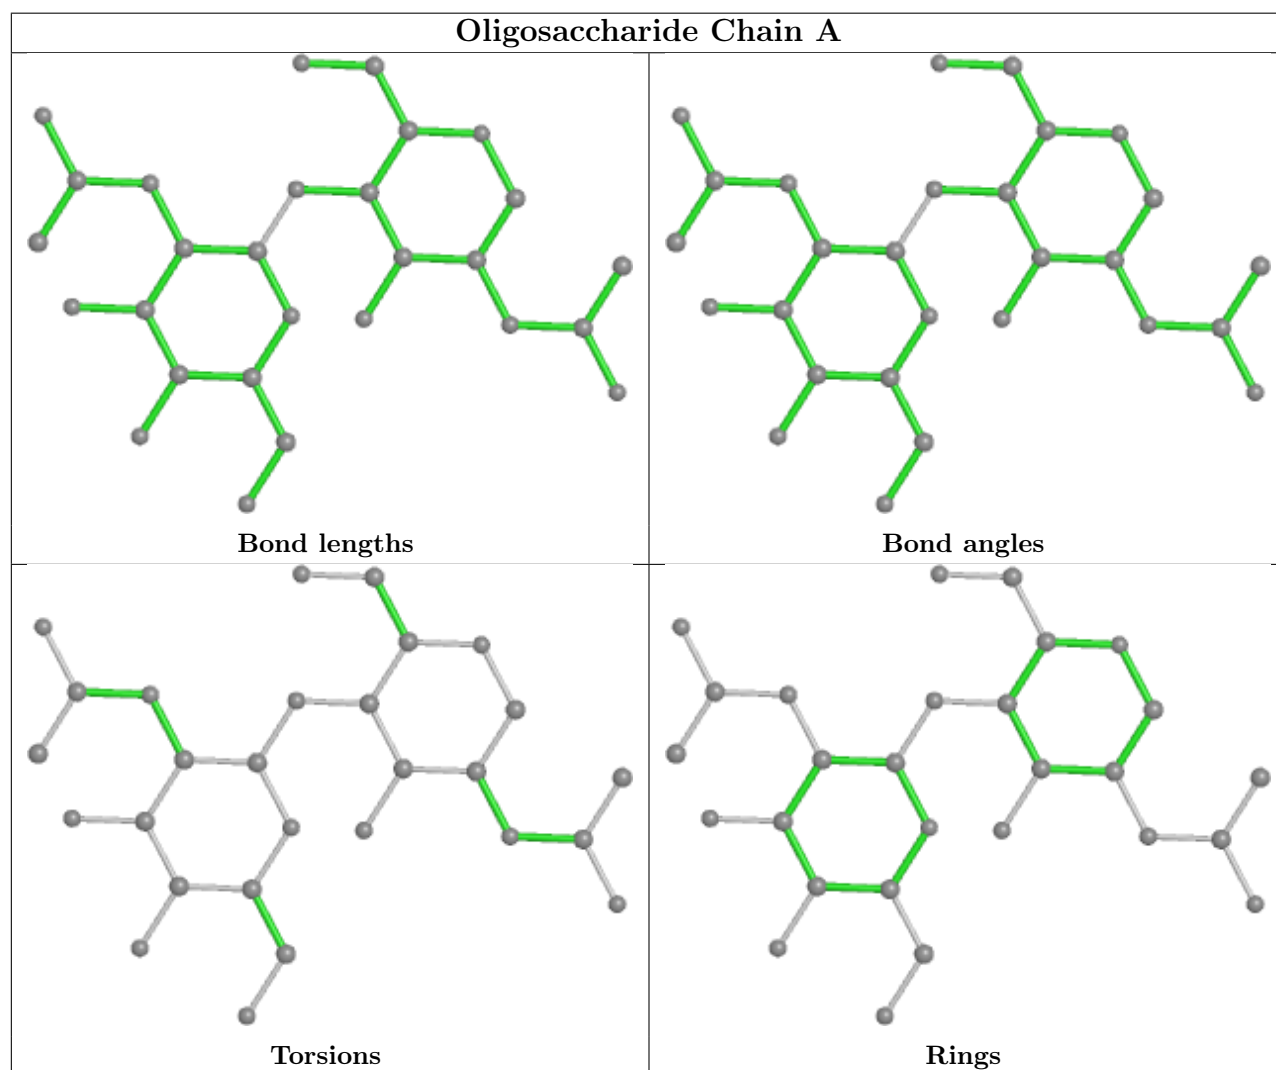 Oligosaccharide Chain A
Bond lengths
Bond angles
Torsions
Rings